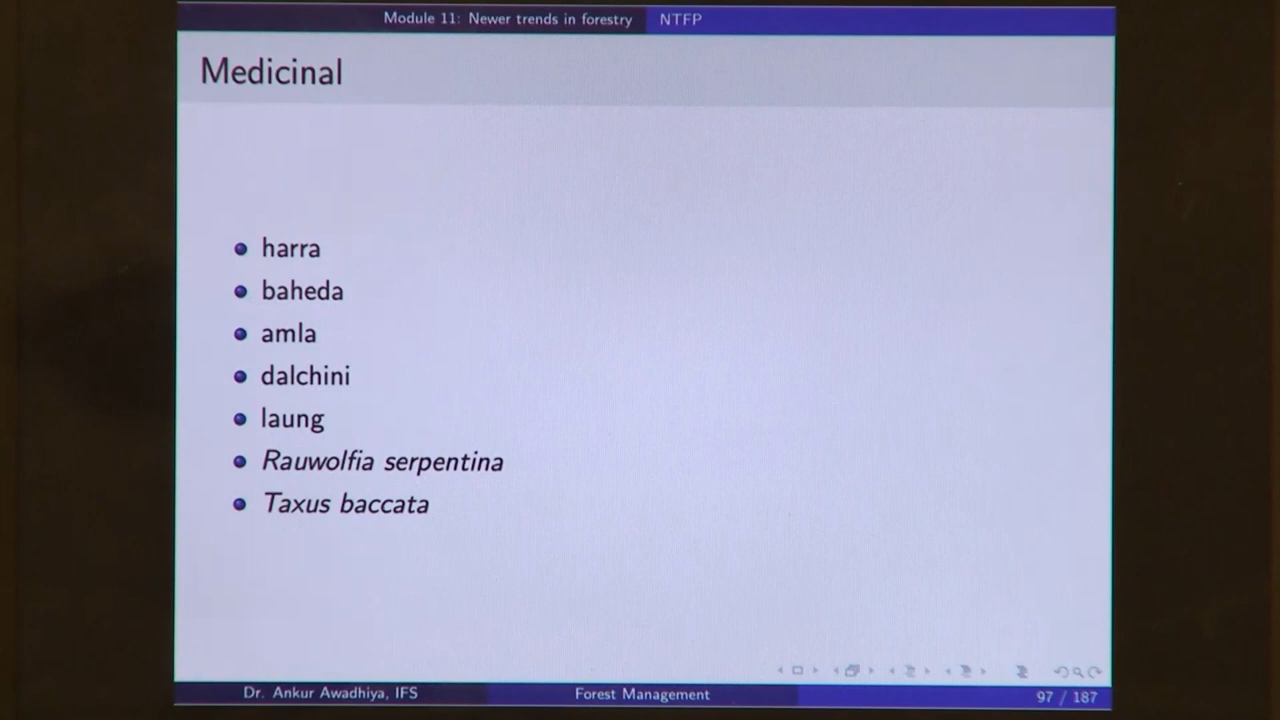 Module 11: Newer trends in forestry NTFP
Medicinal
harra
baheda
amla
dalchini
laung
Rauwolfia serpentina
Taxus baccata
Dr. Ankur Awadhiya, IFS Forest Management 97 / 187